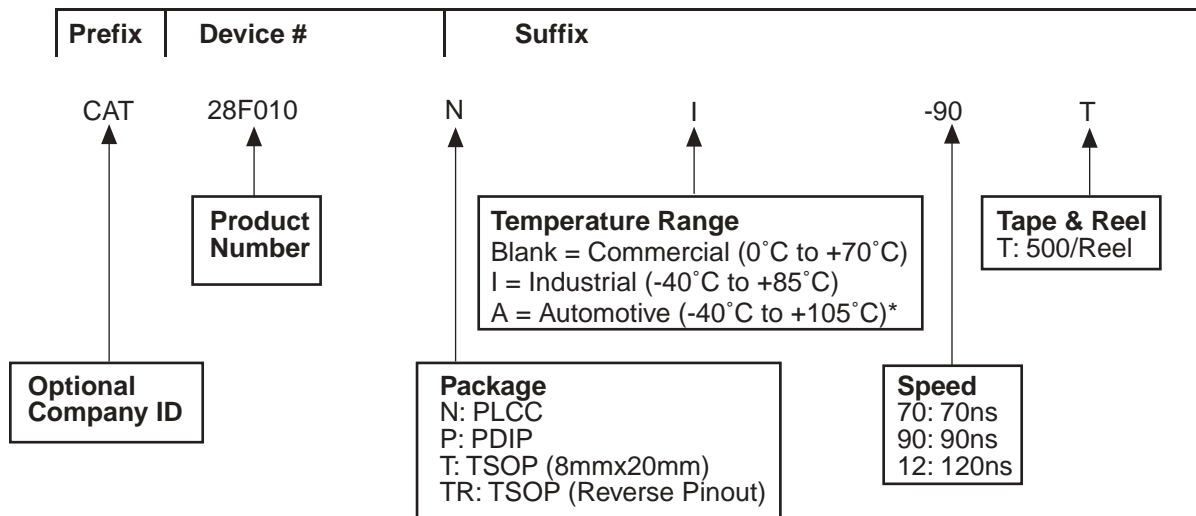 Prefix Device # Suffix
CAT 28F010 N I -90 T
Product
Number
Temperature Range
Blank = Commercial (0˚C to +70˚C)
I = Industrial (-40˚C to +85˚C)
A = Automotive (-40˚C to +105˚C)*
Tape & Reel
T: 500/Reel
Optional
Company ID
Package
N: PLCC
P: PDIP
T: TSOP (8mmx20mm)
TR: TSOP (Reverse Pinout)
Speed
70: 70ns
90: 90ns
12: 120ns